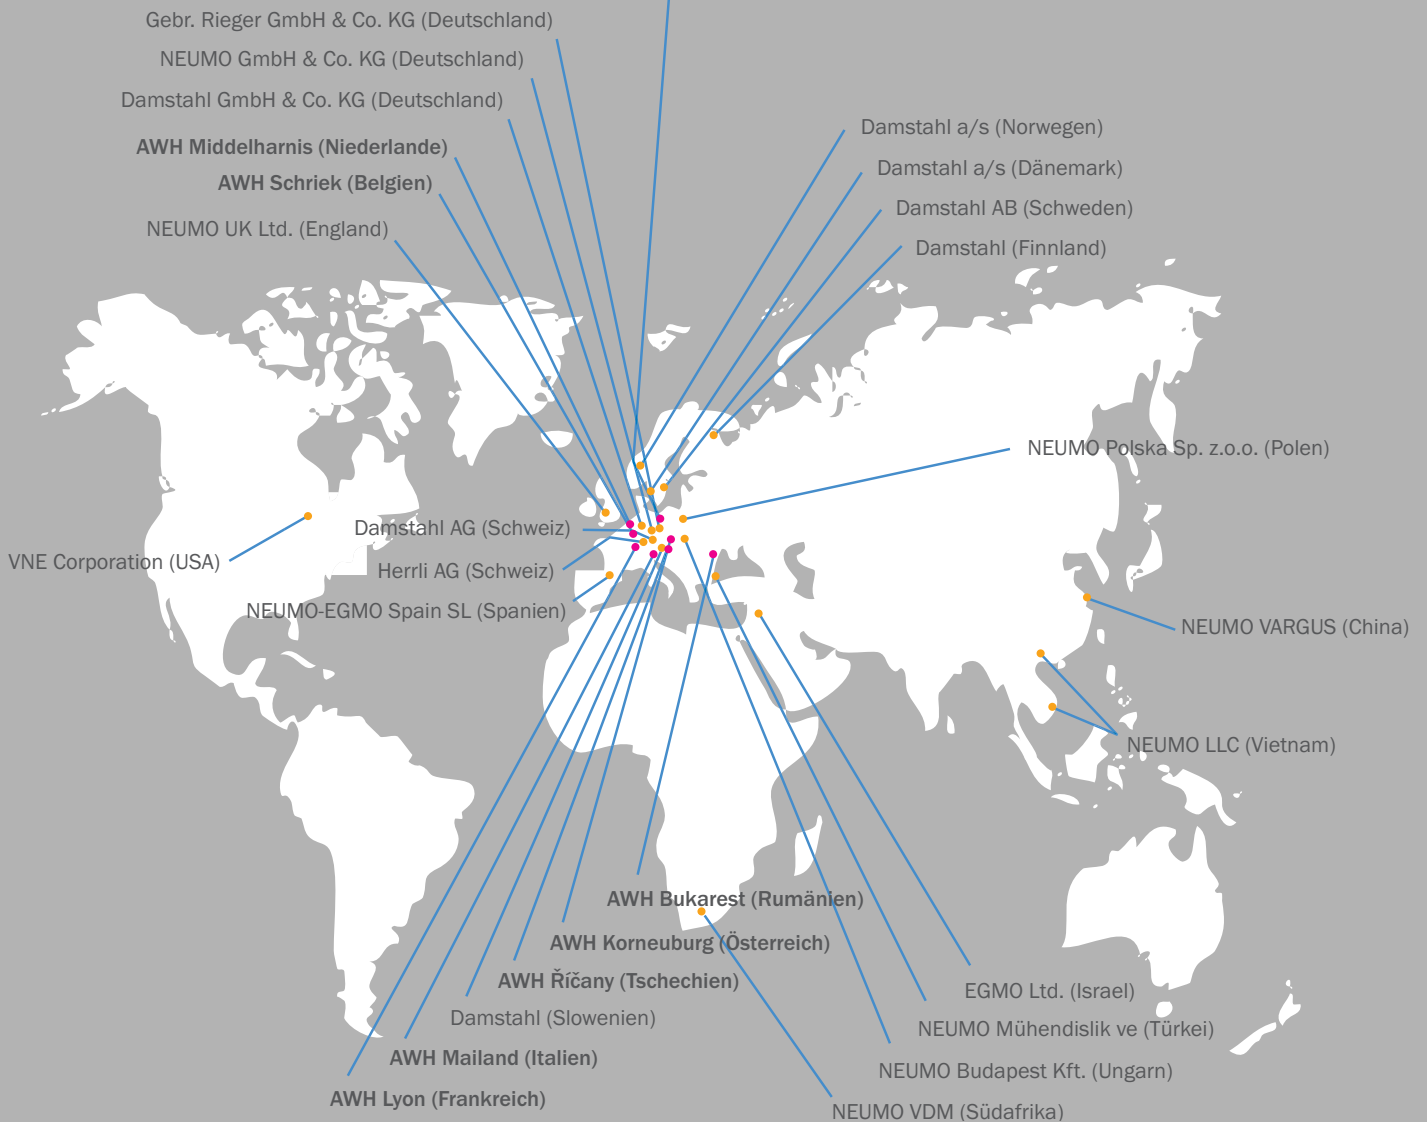 Gebr. Rieger GmbH & Co. KG (Deutschland)
NEUMO GmbH & Co. KG (Deutschland)
Damstahl GmbH & Co. KG (Deutschland)
AWH Middelharnis (Niederlande)
AWH Schriek (Belgien)
NEUMO UK Ltd. (England)
Damstahl a/s (Norwegen)
Damstahl a/s (Dänemark)
Damstahl AB (Schweden)
Damstahl (Finnland)
NEUMO Polska Sp. z.o.o. (Polen)
Damstahl AG (Schweiz)
VNE Corporation (USA)
Herrli AG (Schweiz)
NEUMO-EGMO Spain SL (Spanien)
NEUMO VARGUS (China)
NEUMO LLC (Vietnam)
AWH Bukarest (Rumänien)
AWH Korneuburg (Österreich)
AWH Říčany (Tschechien)
Damstahl (Slowenien)
AWH Mailand (Italien)
AWH Lyon (Frankreich)
EGMO Ltd. (Israel)
NEUMO Mühendislik ve (Türkei)
NEUMO Budapest Kft. (Ungarn)
NEUMO VDM (Südafrika)